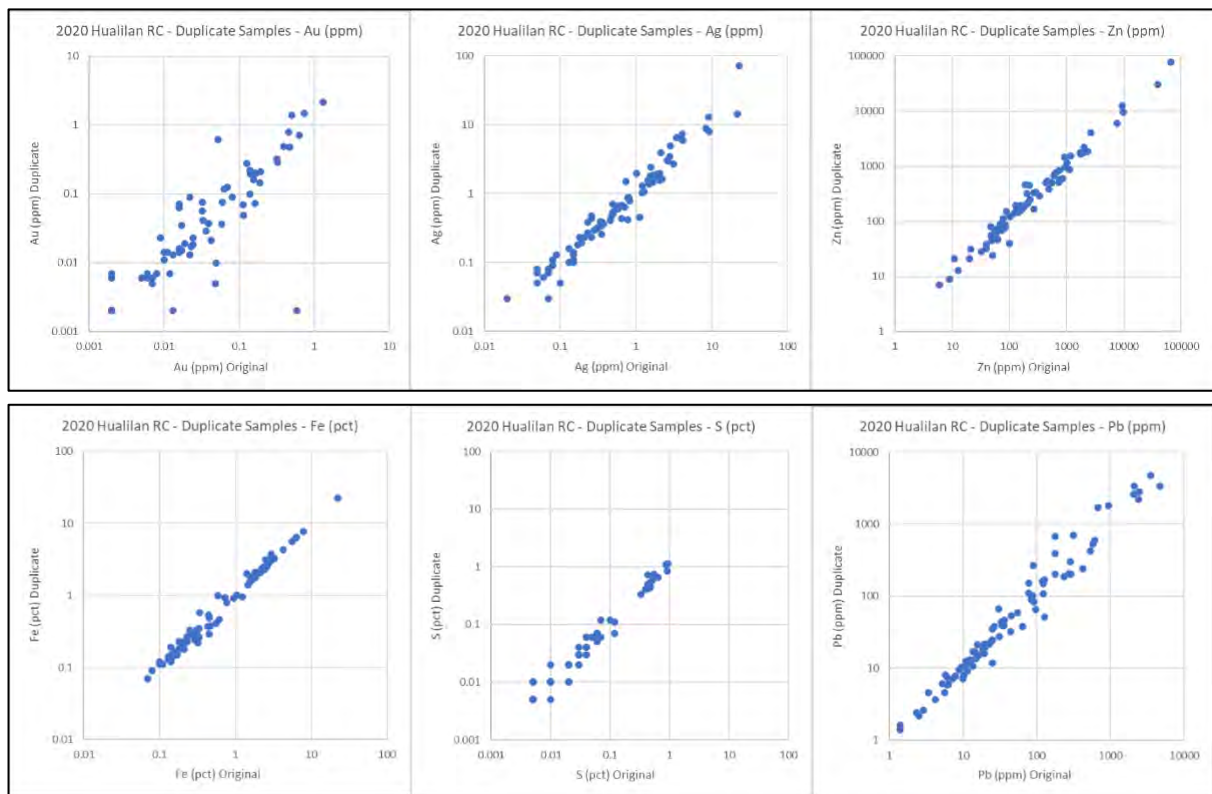 2020 Hualilan RC - Duplicate Samples - Au (ppm)
Au (ppm) Duplicate
10
1
0.1
0.01
0.001
0.001 0.01 0.1 1 10
Au (ppm) Original
2020 Hualilan RC - Duplicate Samples - Ag (ppm)
Ag (ppm) Duplicate
100
10
1
0.1
0.01
0.01 0.1 1 10 100
Ag (ppm) Original
2020 Hualilan RC - Duplicate Samples - Zn (ppm)
Zn (ppm) Duplicate
100000
10000
1000
100
10
1
1 10 100 1000 10000 100000
Zn (ppm) Original
2020 Hualilan RC - Duplicate Samples - Fe (pct)
Fe (pct) Duplicate
100
10
1
0.1
0.01
0.01 0.1 1 10 100
Fe (pct) Original
2020 Hualilan RC - Duplicate Samples - S (pct)
S (pct) Duplicate
100
10
1
0.1
0.01
0.001
0.001 0.01 0.1 1 10 100
S (pct) Original
2020 Hualilan RC - Duplicate Samples - Pb (ppm)
Pb (ppm) Duplicate
10000
1000
100
10
1
1 10 100 1000 10000
Pb (ppm) Original